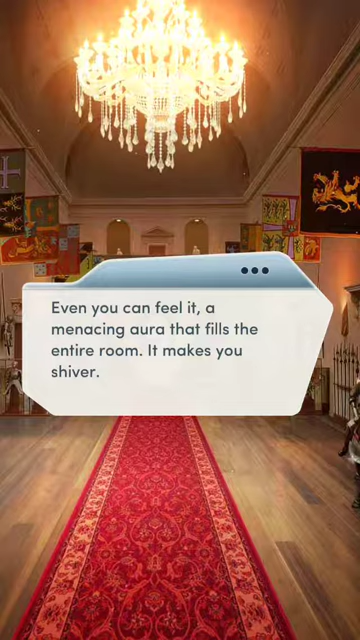 Even you can feel it, a
menacing aura that fills the
entire room. It makes you
shiver.